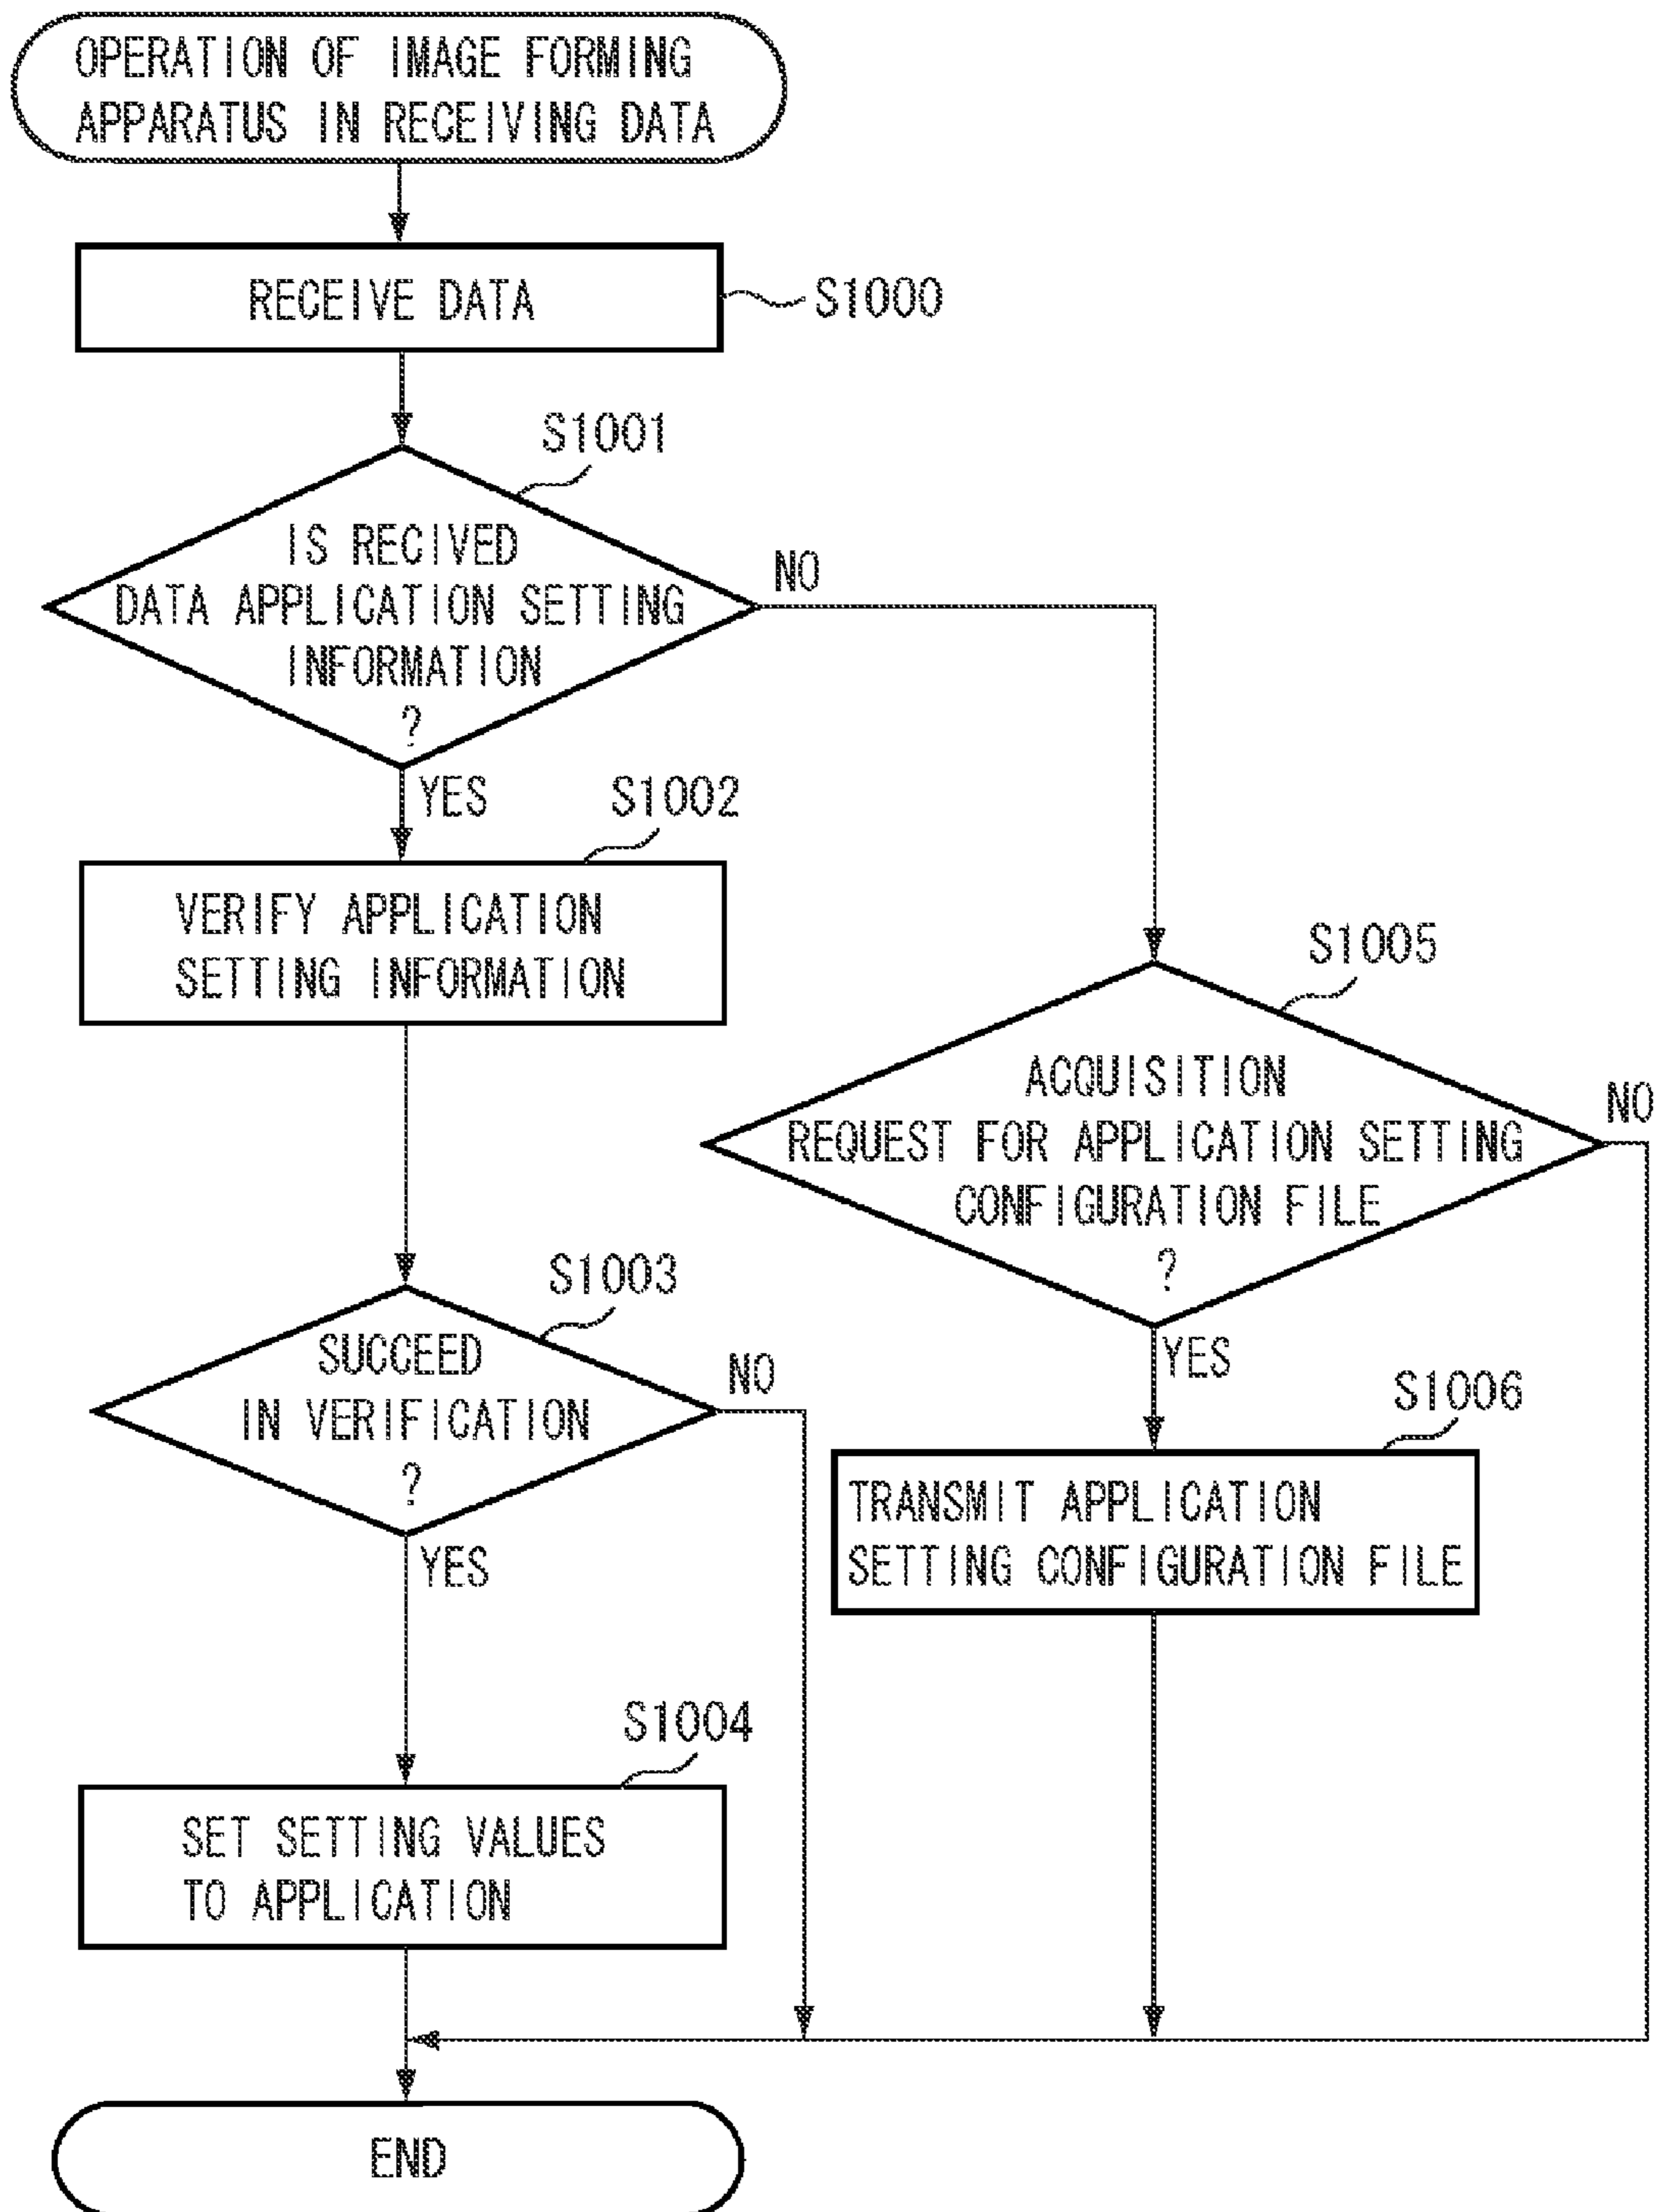 OPERATION OF IMAGE FORMING
APPARATUS IN RECEIVING DATA
RECEIVE DATA
S1000
S1001
IS RECIVED
DATA APPLICATION SETTING
INFORMATION
?
NO
YES
S1002
VERIFY APPLICATION
SETTING INFORMATION
S1003
SUCCEED
IN VERIFICATION
?
NO
YES
S1004
SET SETTING VALUES
TO APPLICATION
S1005
ACQUISITION
REQUEST FOR APPLICATION SETTING
CONFIGURATION FILE
?
NO
YES
S1006
TRANSMIT APPLICATION
SETTING CONFIGURATION FILE
END